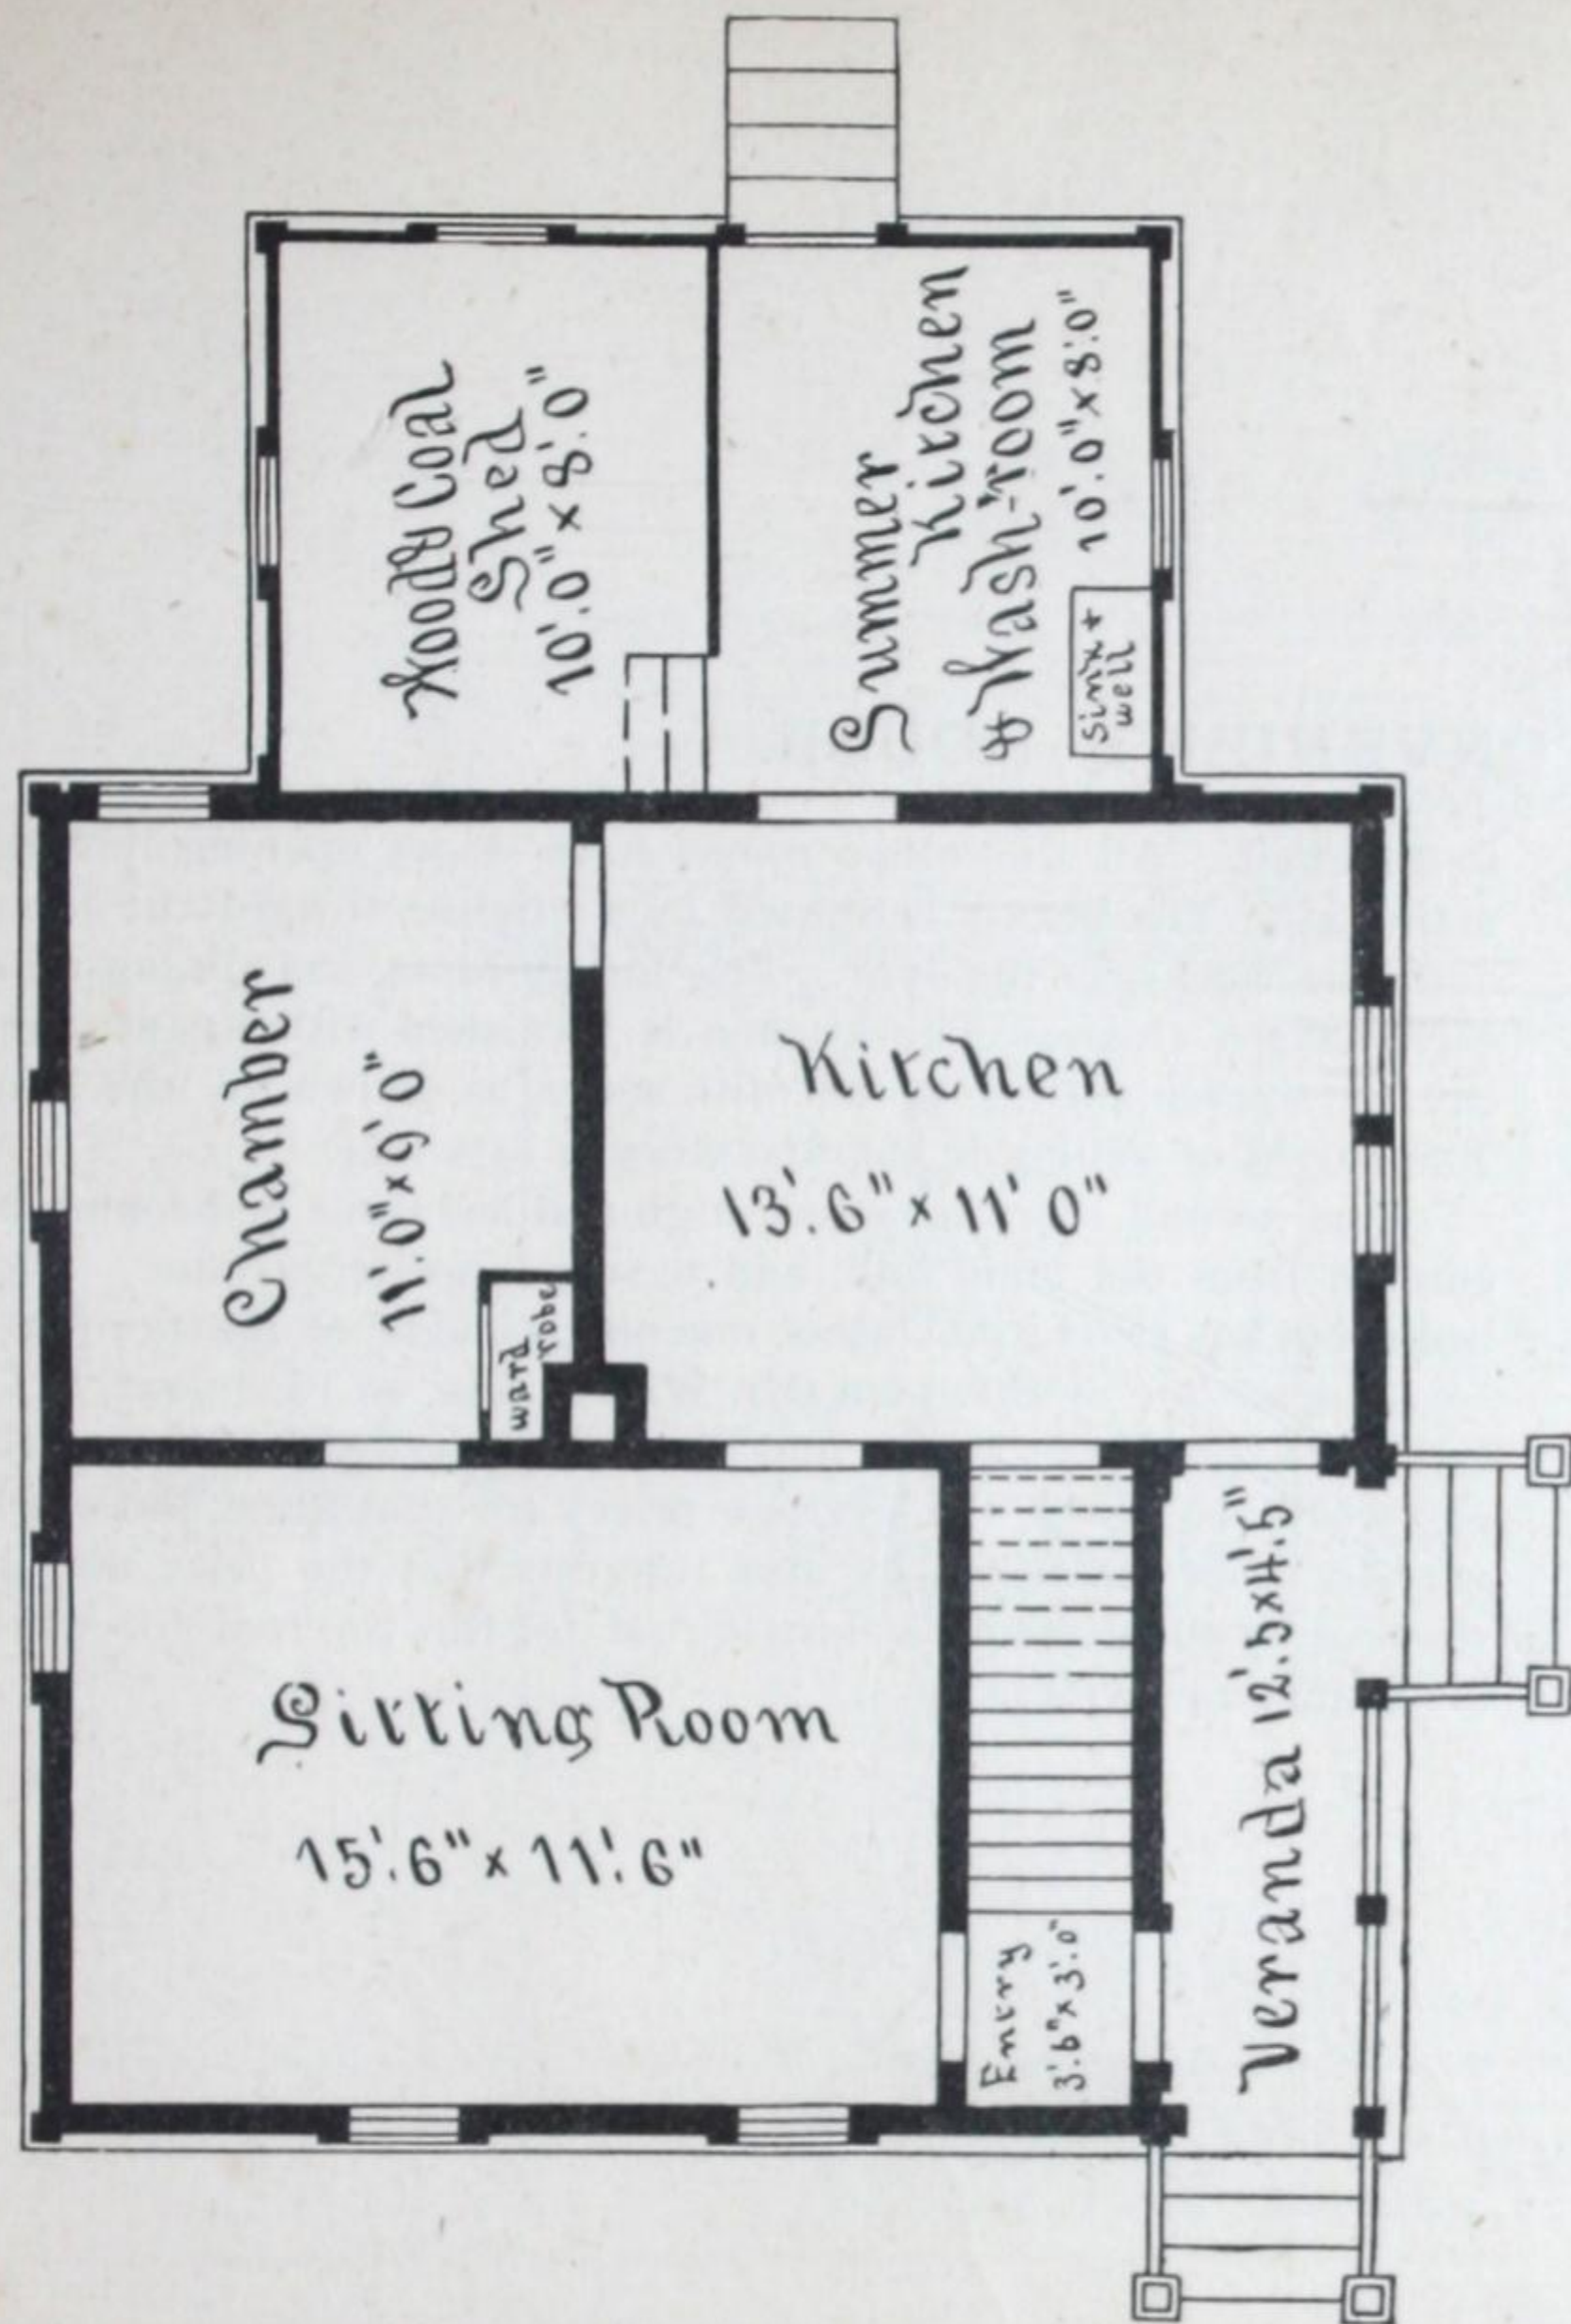 Wood & Coal
Shed
10'.0" x 8'.0"
Summer
Kitchen
& Wash-room
10'.0" x 8'.0"
Sink &
well
Chamber
11'.0" x 9'.0"
ward
robe
Kitchen
13'.6" x 11' 0"
Sitting Room
15'.6" x 11'.6"
Entry
3'.6" x 3'.0"
Veranda 12'.5 x 4'.5"